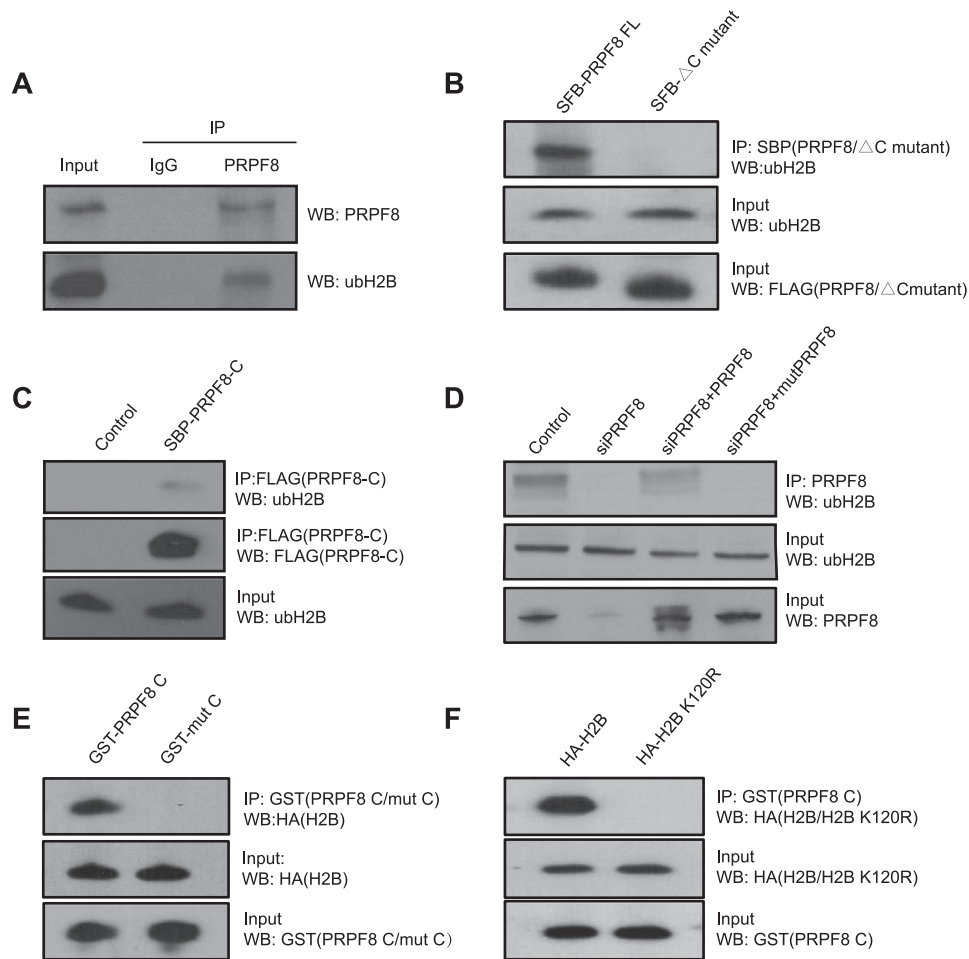 A
IP
Input
IgG
PRPF8
WB: PRPF8
WB: ubH2B
B
SFB-PRPF8 FL
SFB-△C mutant
IP: SBP(PRPF8/△C mutant)
WB:ubH2B
Input
WB: ubH2B
Input
WB: FLAG(PRPF8/△Cmutant)
C
Control
SBP-PRPF8-C
IP:FLAG(PRPF8-C)
WB: ubH2B
IP:FLAG(PRPF8-C)
WB: FLAG(PRPF8-C)
Input
WB: ubH2B
D
Control
siPRPF8
siPRPF8+PRPF8
siPRPF8+mutPRPF8
IP: PRPF8
WB: ubH2B
Input
WB: ubH2B
Input
WB: PRPF8
E
GST-PRPF8 C
GST-mut C
IP: GST(PRPF8 C/mut C)
WB:HA(H2B)
Input:
WB: HA(H2B)
Input
WB: GST(PRPF8 C/mut C)
F
HA-H2B
HA-H2B K120R
IP: GST(PRPF8 C)
WB: HA(H2B/H2B K120R)
Input
WB: HA(H2B/H2B K120R)
Input
WB: GST(PRPF8 C)